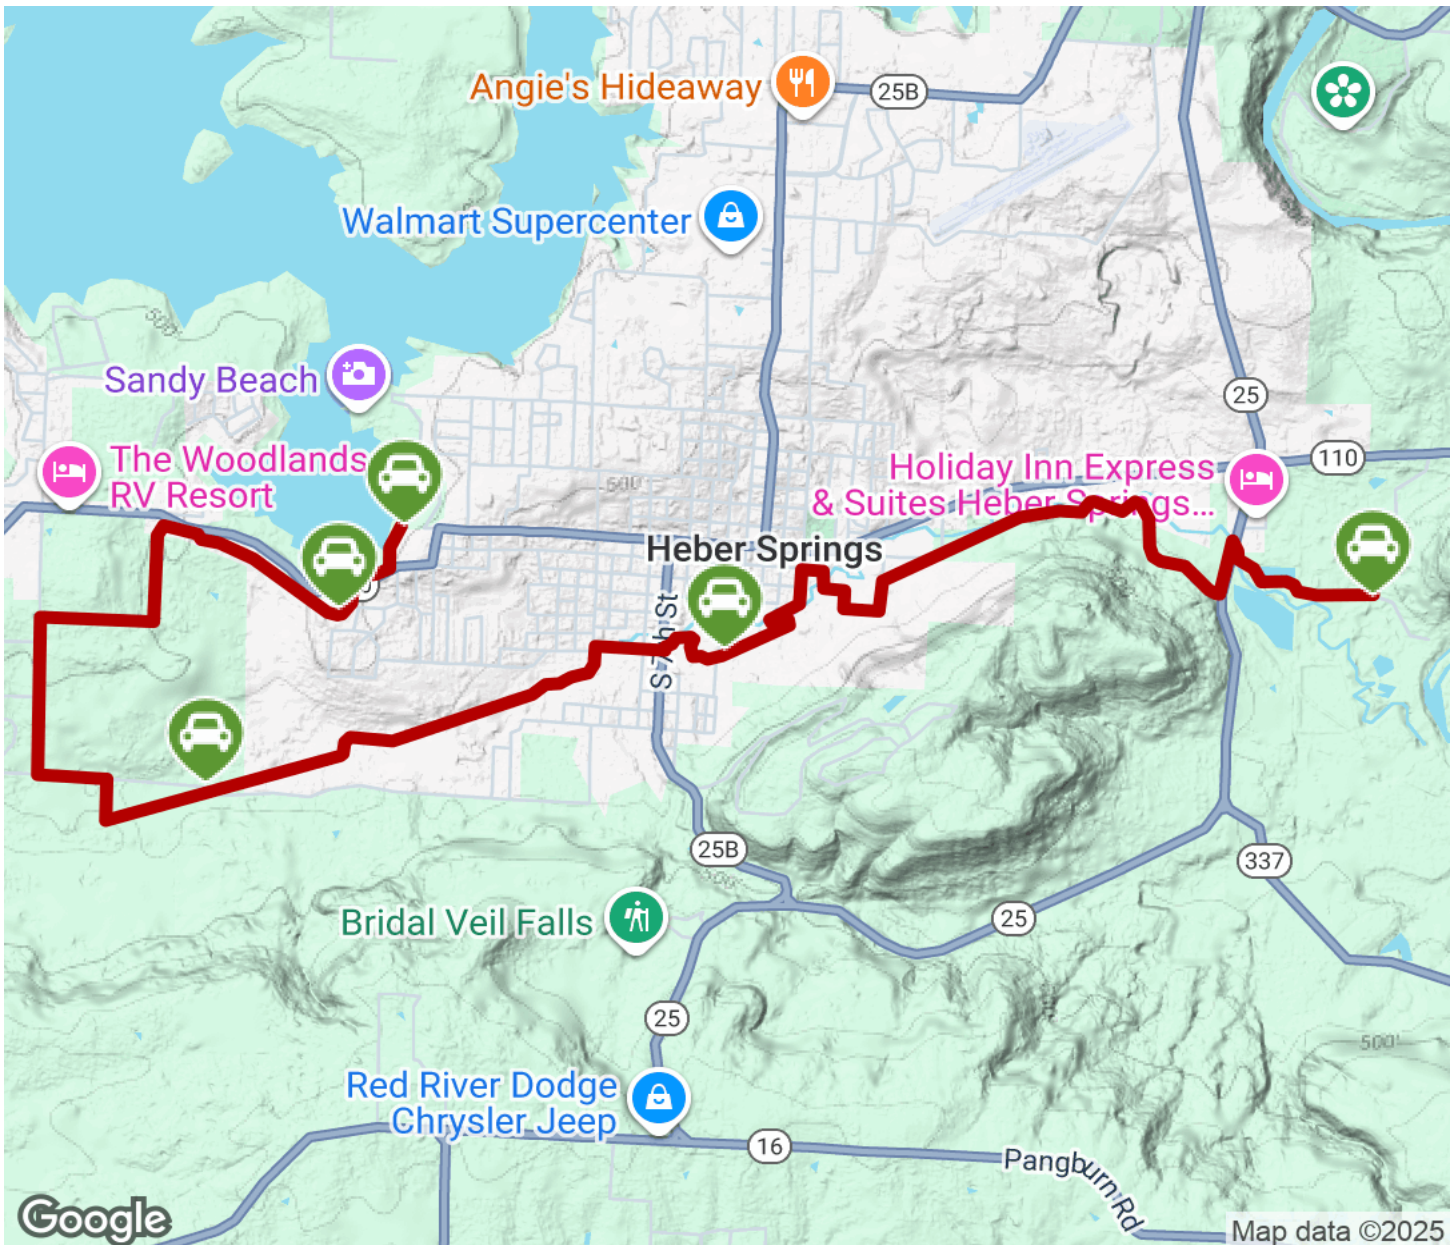 Angie's Hideaway
25B
Walmart Supercenter
500'
Sandy Beach
25
The Woodlands
RV Resort
Holiday Inn Express
& Suites Heber Springs...
110
500'
Heber Springs
S 7th St
25B
500'
337
Bridal Veil Falls
25
25
500'
Red River Dodge
Chrysler Jeep
16
Pangburn Rd
Google
Map data ©2025